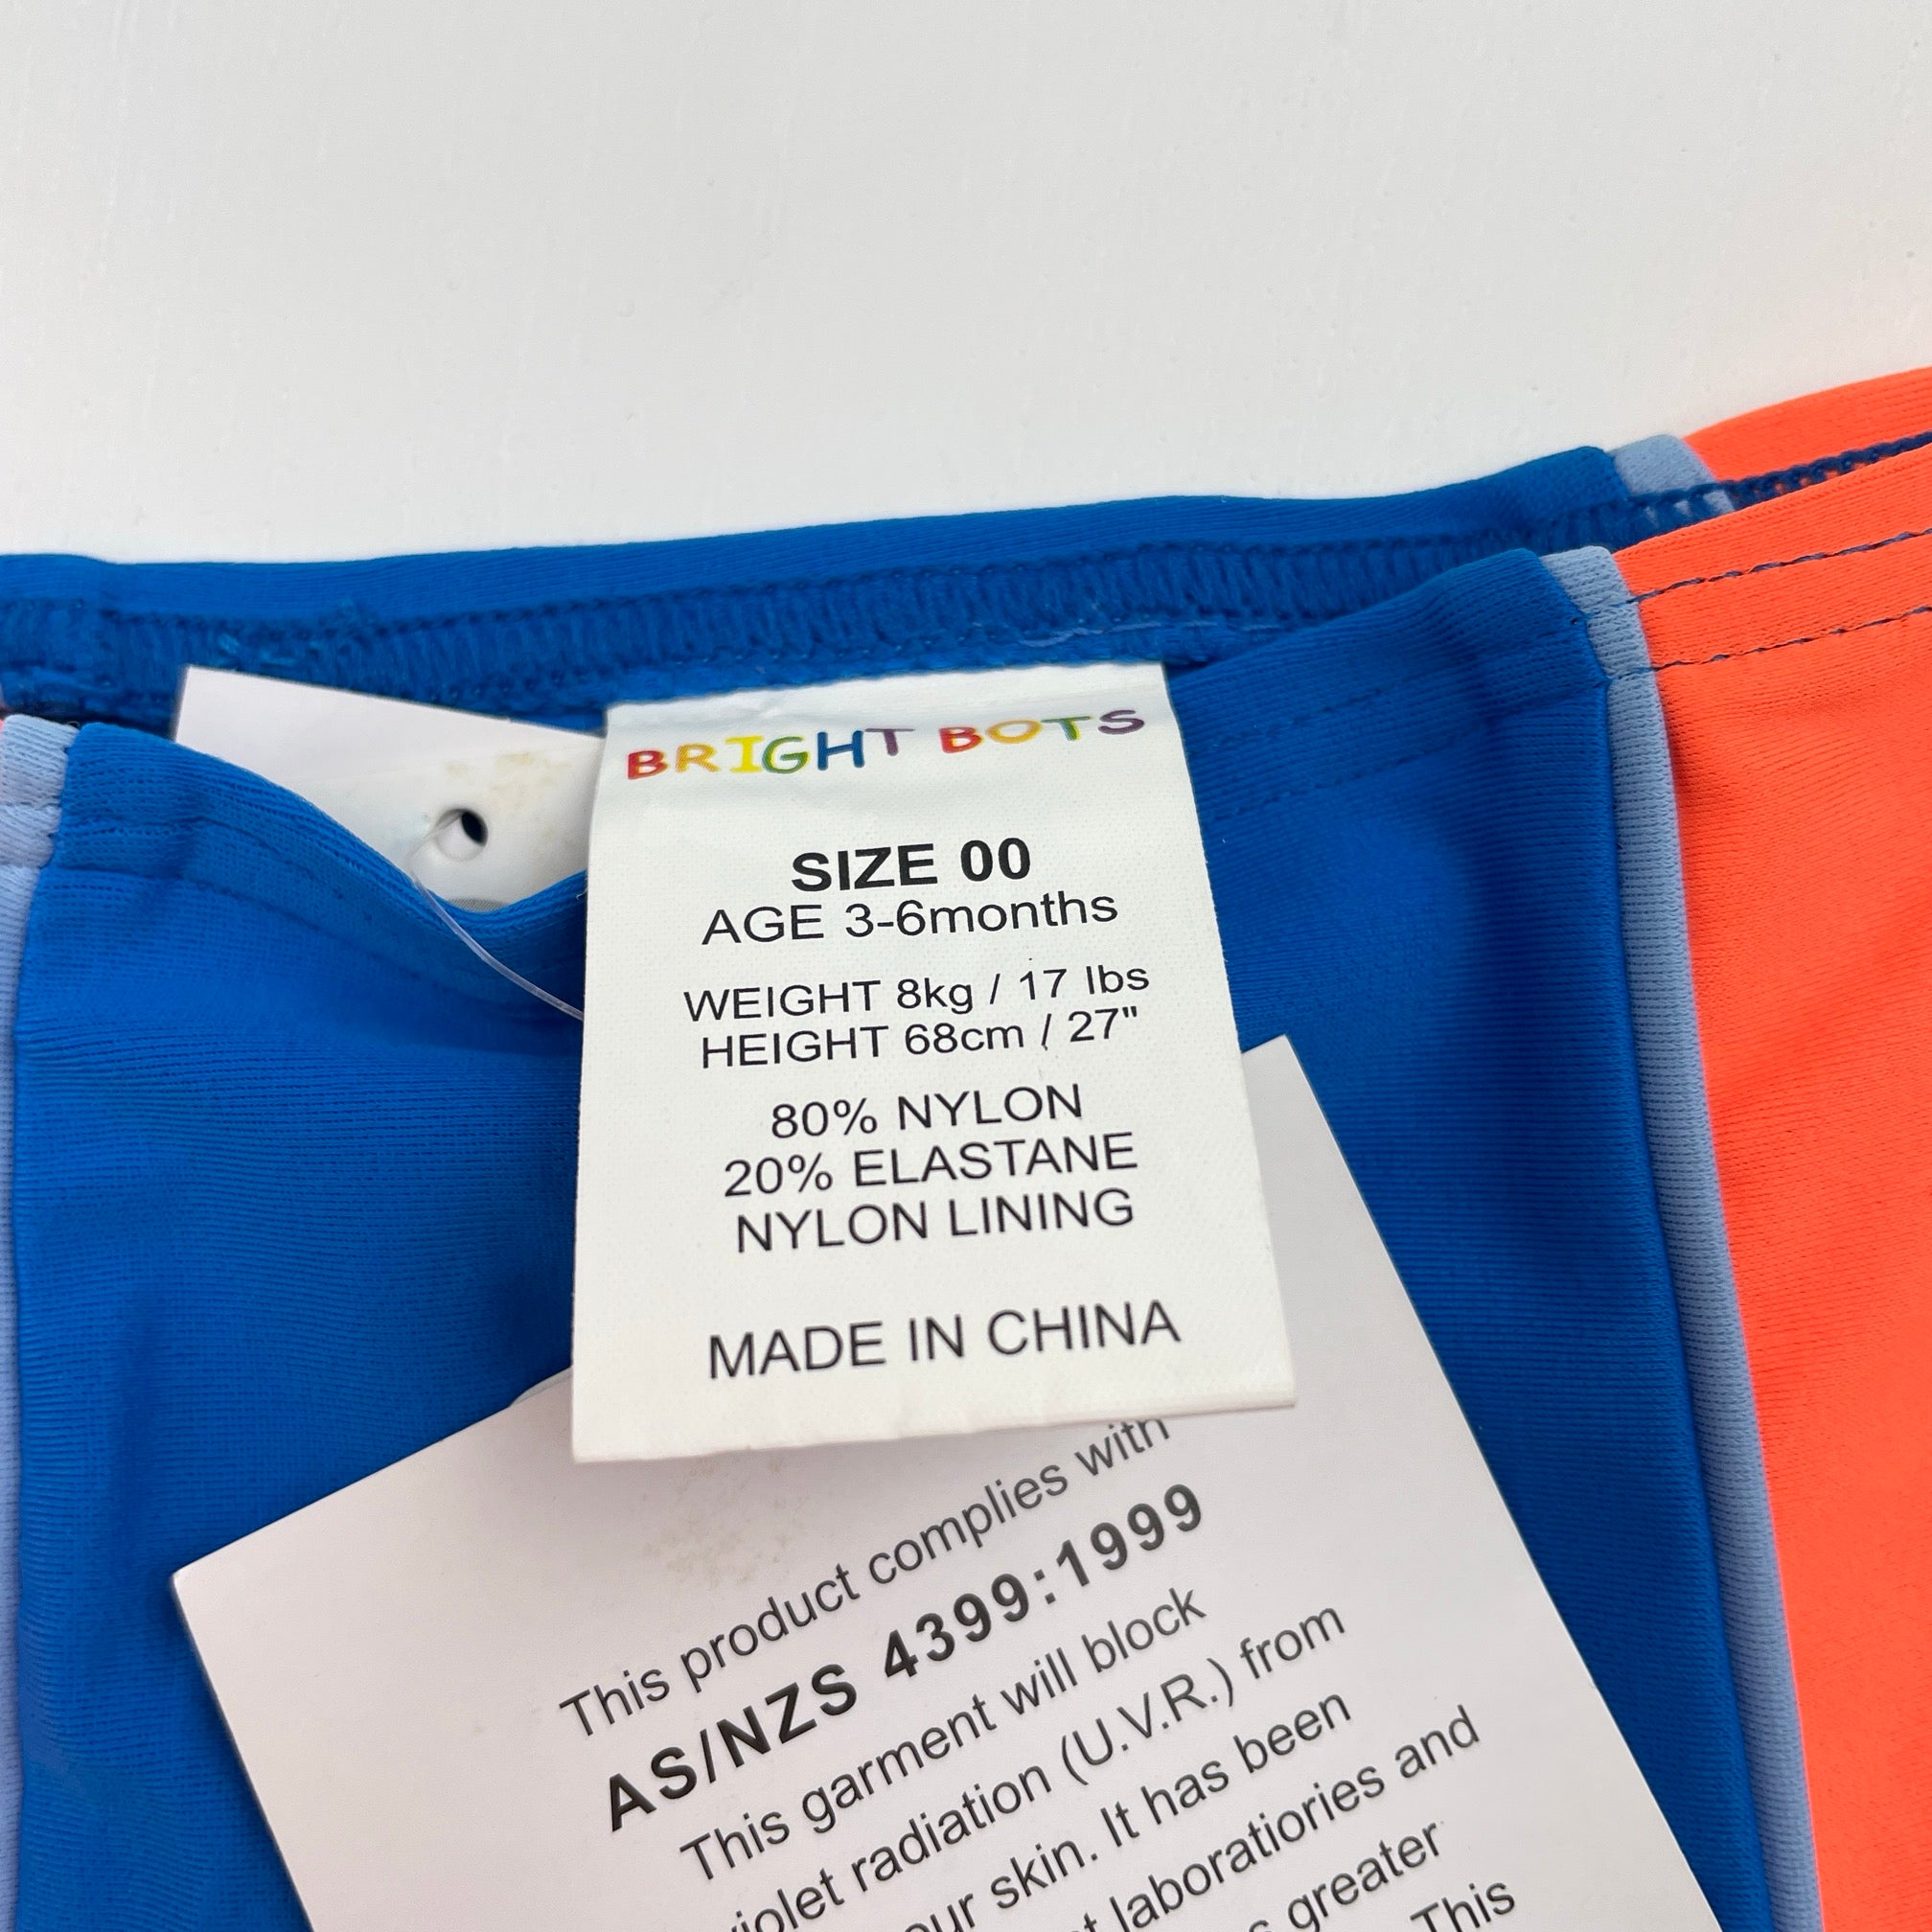 BRIGHT BOTS
SIZE 00
AGE 3-6months
WEIGHT 8kg / 17 lbs
HEIGHT 68cm / 27"
80% NYLON
20% ELASTANE
NYLON LINING
MADE IN CHINA
This product complies with
AS/NZS 4399:1999
This garment will block
radiation (U.V.R.) from
skin. It has been
laboratiories and
greater
This